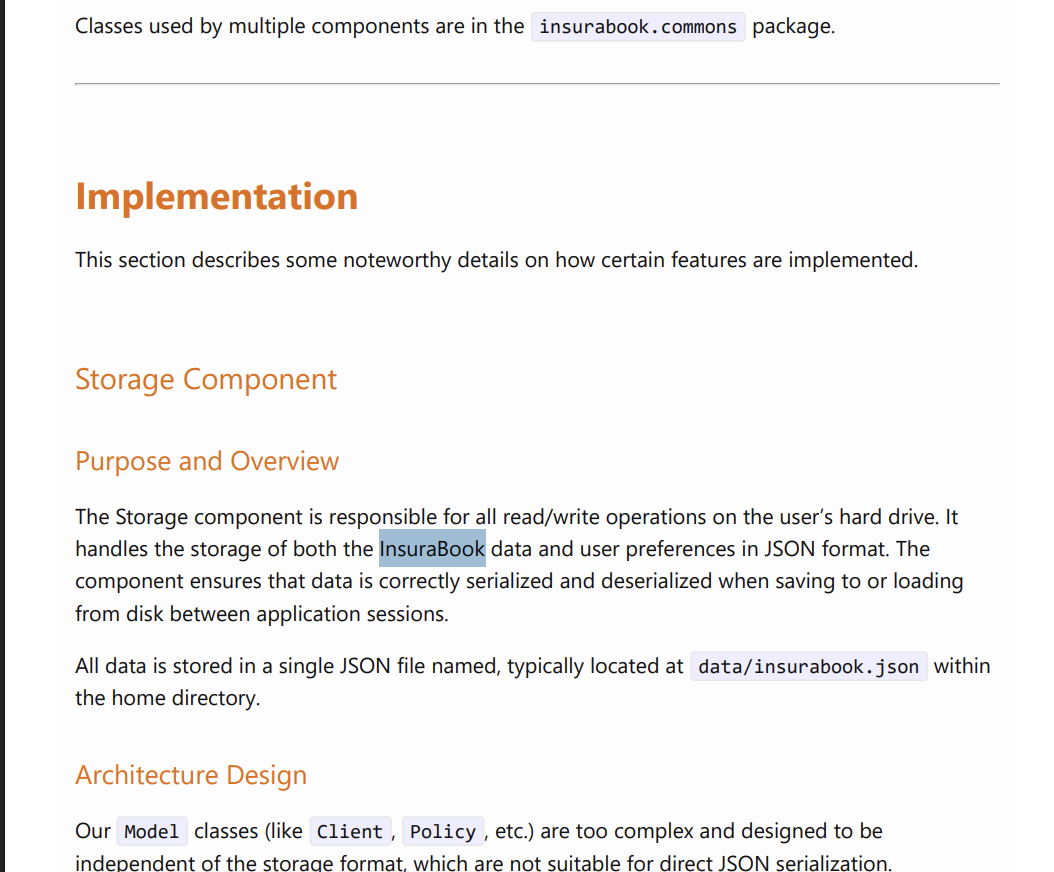 Classes used by multiple components are in the insurabook.commons package.
Implementation
This section describes some noteworthy details on how certain features are implemented.
Storage Component
Purpose and Overview
The Storage component is responsible for all read/write operations on the user’s hard drive. It
handles the storage of both the InsuraBook data and user preferences in JSON format. The
component ensures that data is correctly serialized and deserialized when saving to or loading
from disk between application sessions.
All data is stored in a single JSON file named, typically located at data/insurabook.json within
the home directory.
Architecture Design
Our Model classes (like Client, Policy, etc.) are too complex and designed to be
independent of the storage format, which are not suitable for direct JSON serialization.